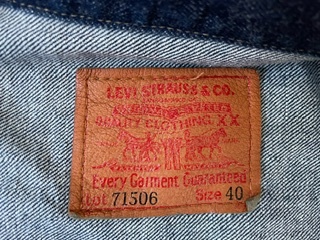 LEVI STRAUSS & CO.
QUALITY CLOTHING XX
Every Garment Guaranteed
Lot 71506 Size 40